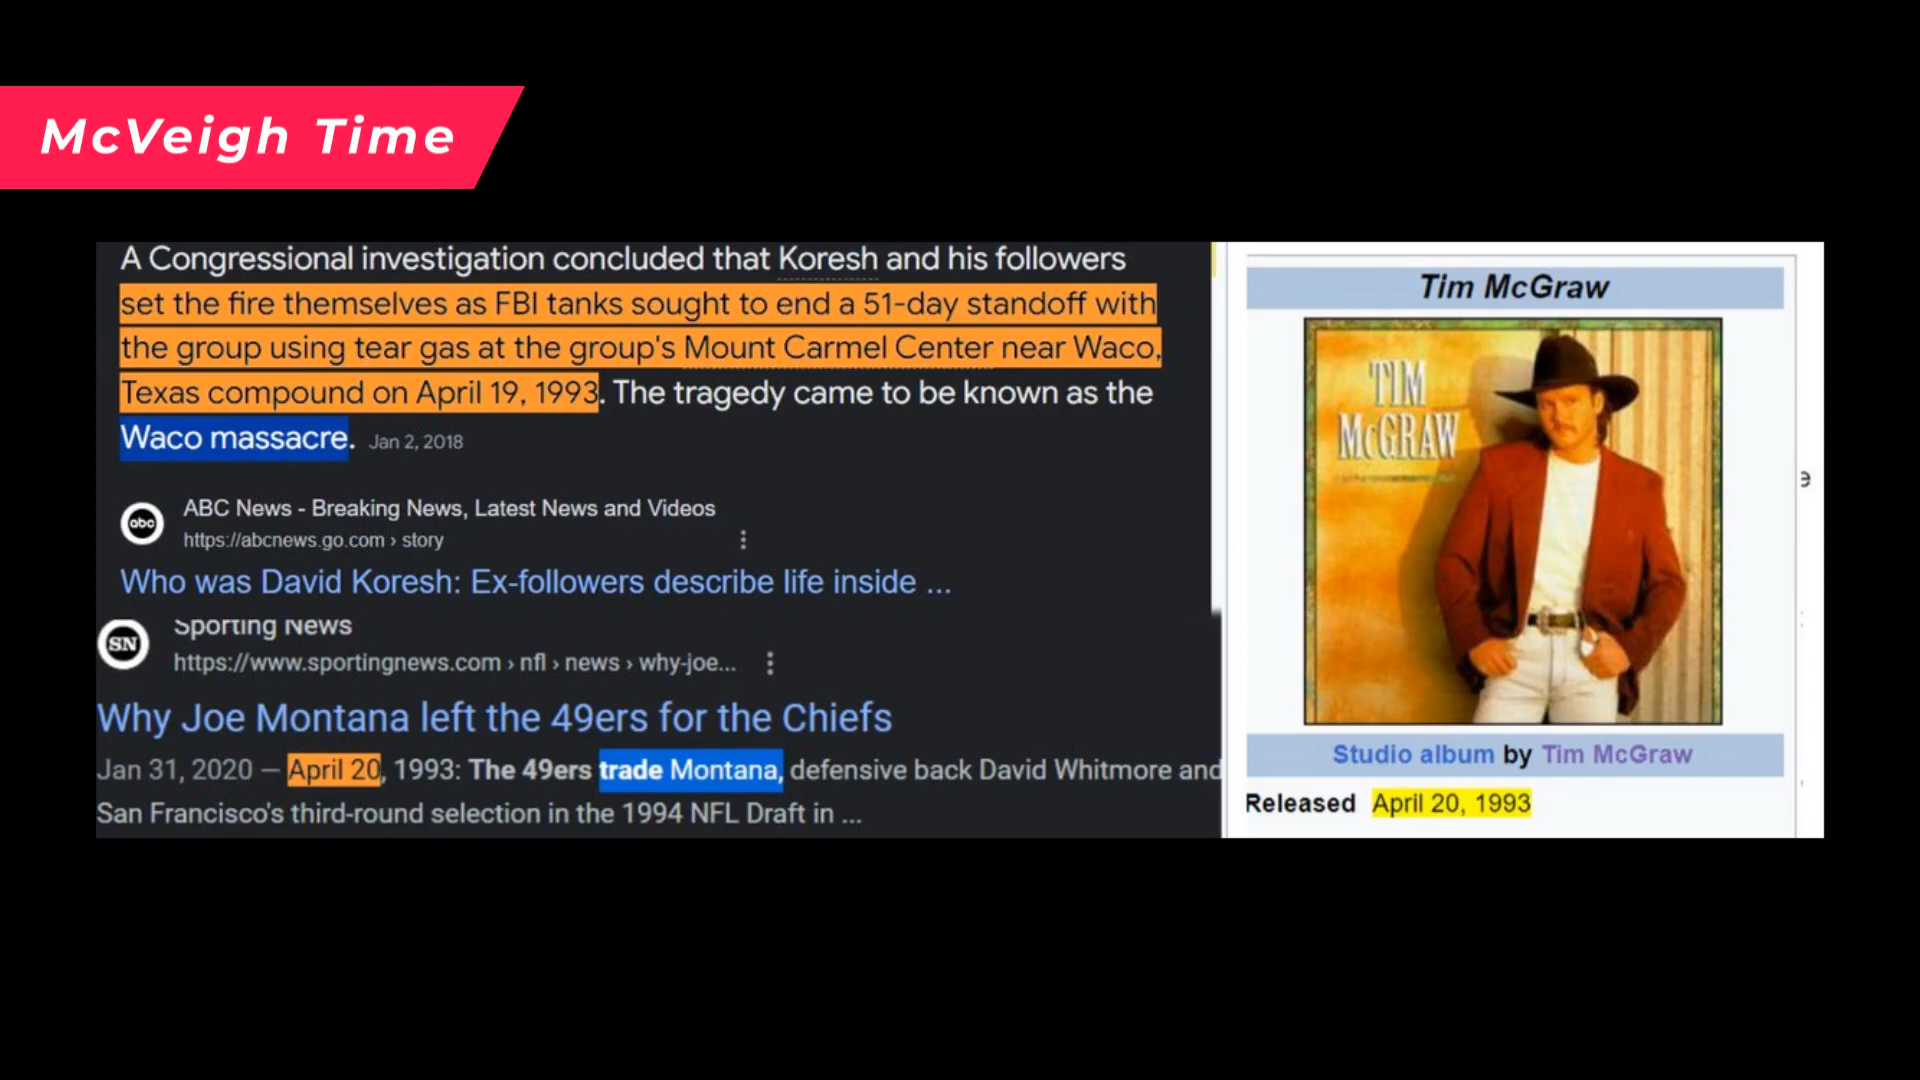 McVeigh Time
A Congressional investigation concluded that Koresh and his followers
set the fire themselves as FBI tanks sought to end a 51-day standoff with
the group using tear gas at the group's Mount Carmel Center near Waco,
Texas compound on April 19, 1993. The tragedy came to be known as the
Waco massacre. Jan 2, 2018
abc
ABC News - Breaking News, Latest News and Videos
https://abcnews.go.com › story
Who was David Koresh: Ex-followers describe life inside ...
SN
Sporting News
https://www.sportingnews.com › nfl › news › why-joe...
Why Joe Montana left the 49ers for the Chiefs
Jan 31, 2020 — April 20, 1993: The 49ers trade Montana, defensive back David Whitmore and
San Francisco's third-round selection in the 1994 NFL Draft in ...
Tim McGraw
TIM
McGRAW
Studio album by Tim McGraw
Released April 20, 1993
e